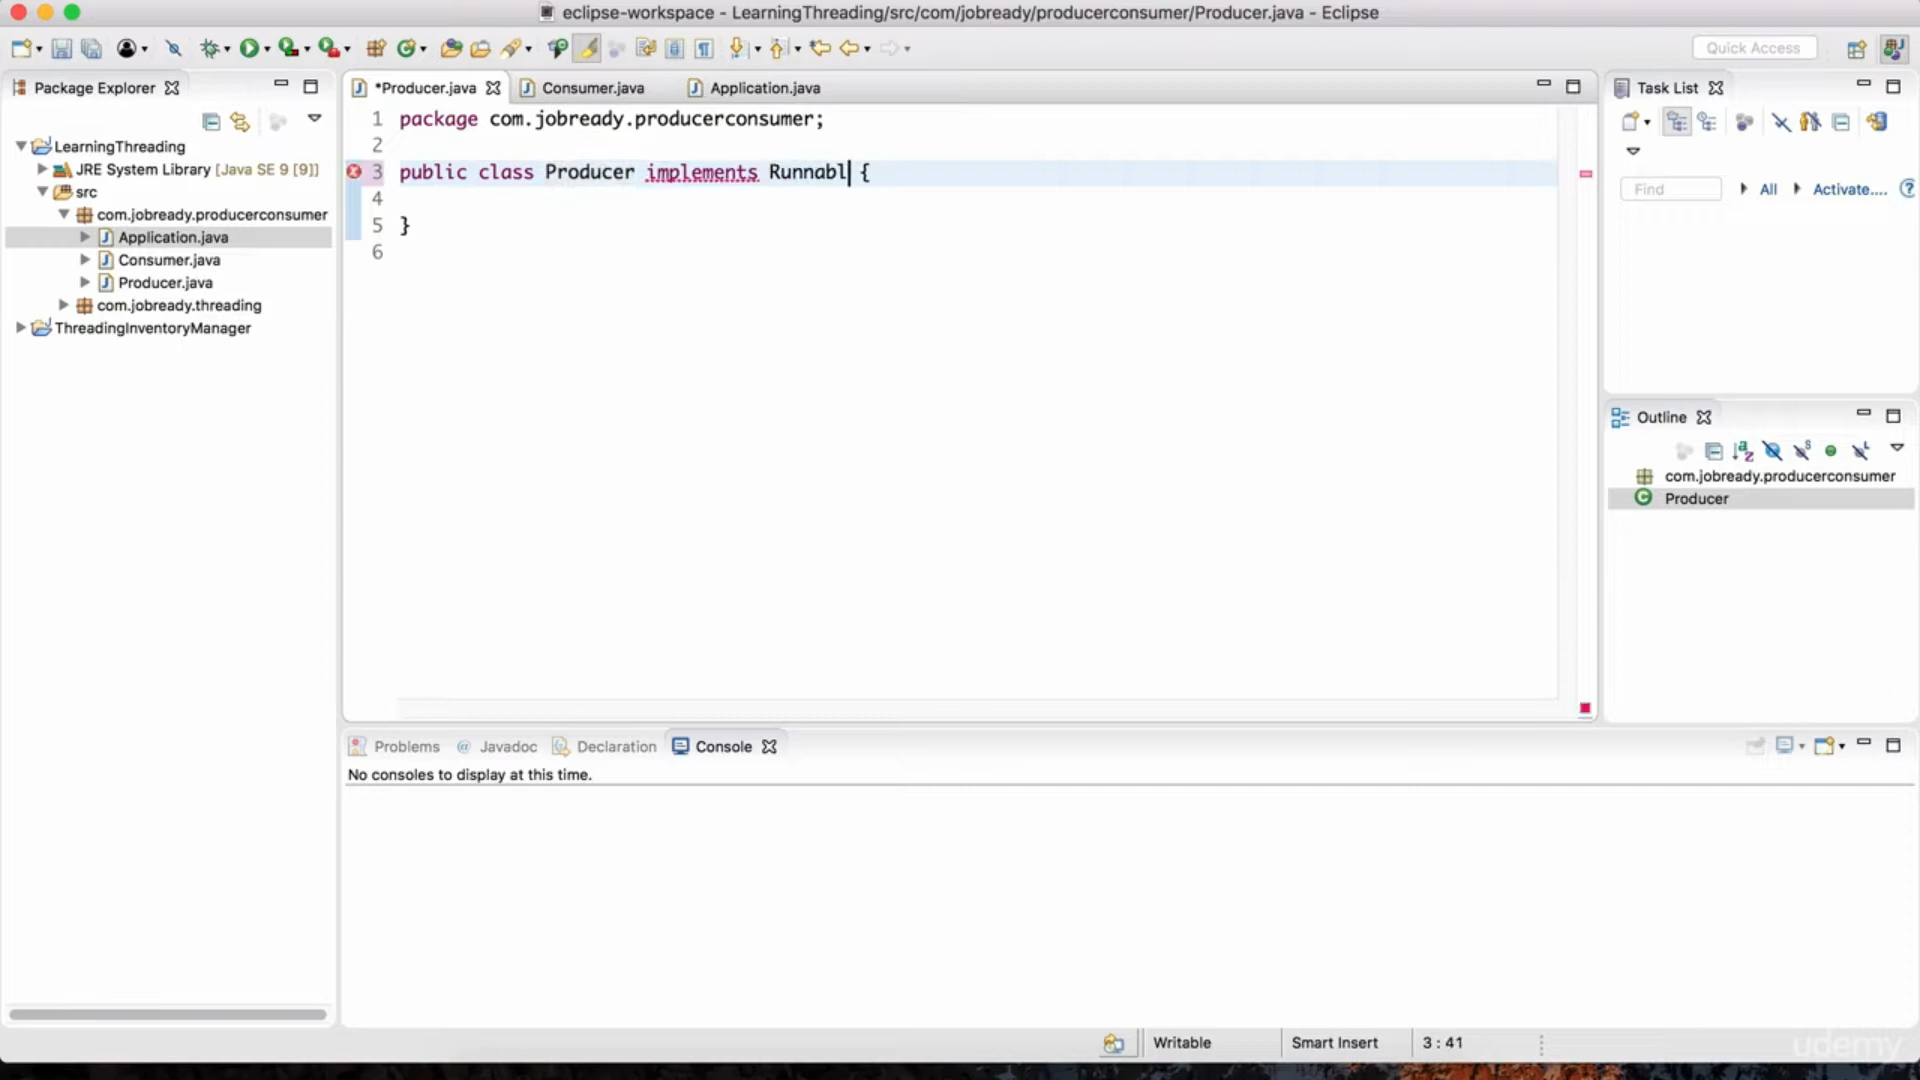 eclipse-workspace - LearningThreading/src/com/jobready/producerconsumer/Producer.java - Eclipse
Quick Access
Package Explorer
LearningThreading
JRE System Library [Java SE 9 [9]]
src
com.jobready.producerconsumer
Application.java
Consumer.java
Producer.java
com.jobready.threading
ThreadingInventoryManager
*Producer.java
Consumer.java
Application.java
1 package com.jobready.producerconsumer;
2
3 public class Producer implements Runnabl {
4
5 }
6
Task List
Find
All
Activate....
Outline
com.jobready.producerconsumer
Producer
Problems
Javadoc
Declaration
Console
No consoles to display at this time.
Writable
Smart Insert
3 : 41
udemy